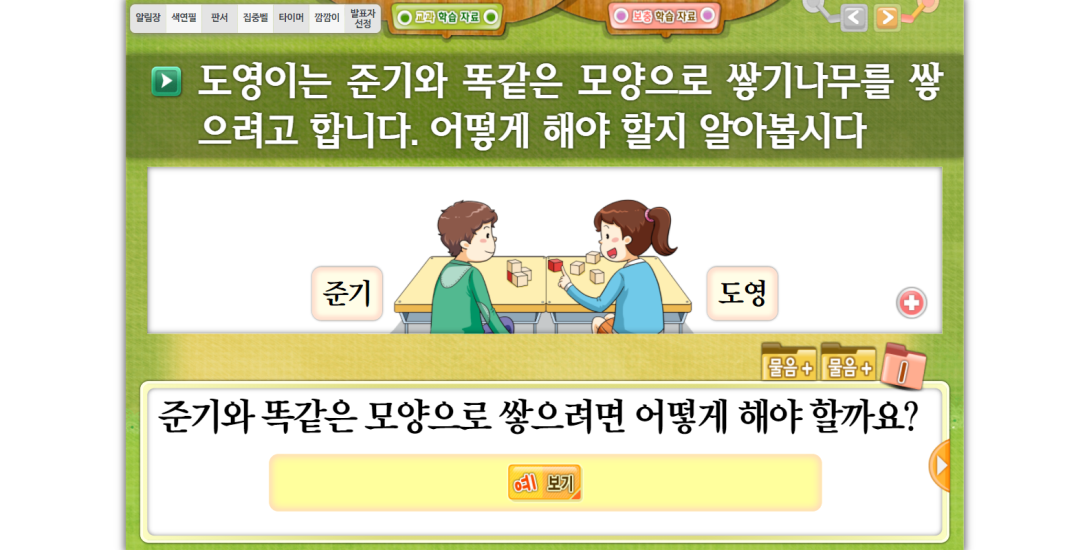 알림장 색연필 판서 집중벨 타이머 깜깜이 발표자 선정
교과 학습 자료
보충 학습 자료
도영이는 준기와 똑같은 모양으로 쌓기나무를 쌓
으려고 합니다. 어떻게 해야 할지 알아봅시다
준기
도영
물음+ 물음+
준기와 똑같은 모양으로 쌓으려면 어떻게 해야 할까요?
예 보기